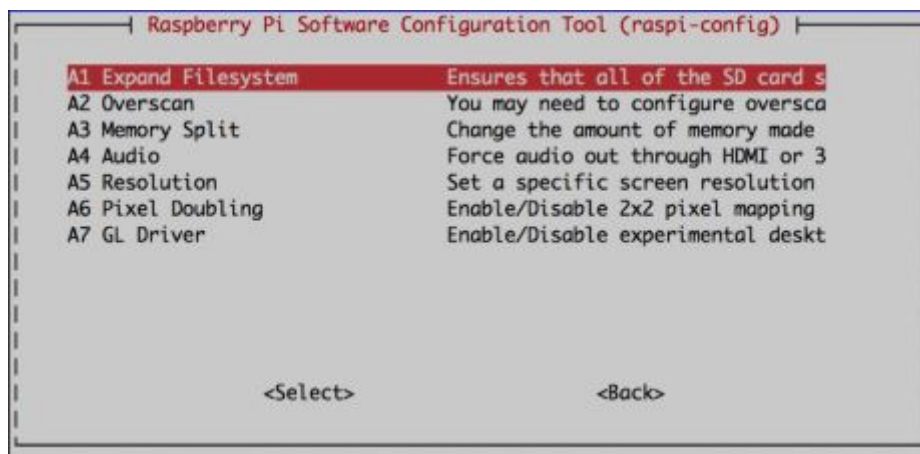 Raspberry Pi Software Configuration Tool (raspi-config)
A1 Expand Filesystem Ensures that all of the SD card s
A2 Overscan You may need to configure oversca
A3 Memory Split Change the amount of memory made
A4 Audio Force audio out through HDMI or 3
A5 Resolution Set a specific screen resolution
A6 Pixel Doubling Enable/Disable 2x2 pixel mapping
A7 GL Driver Enable/Disable experimental deskt
<Select> <Back>